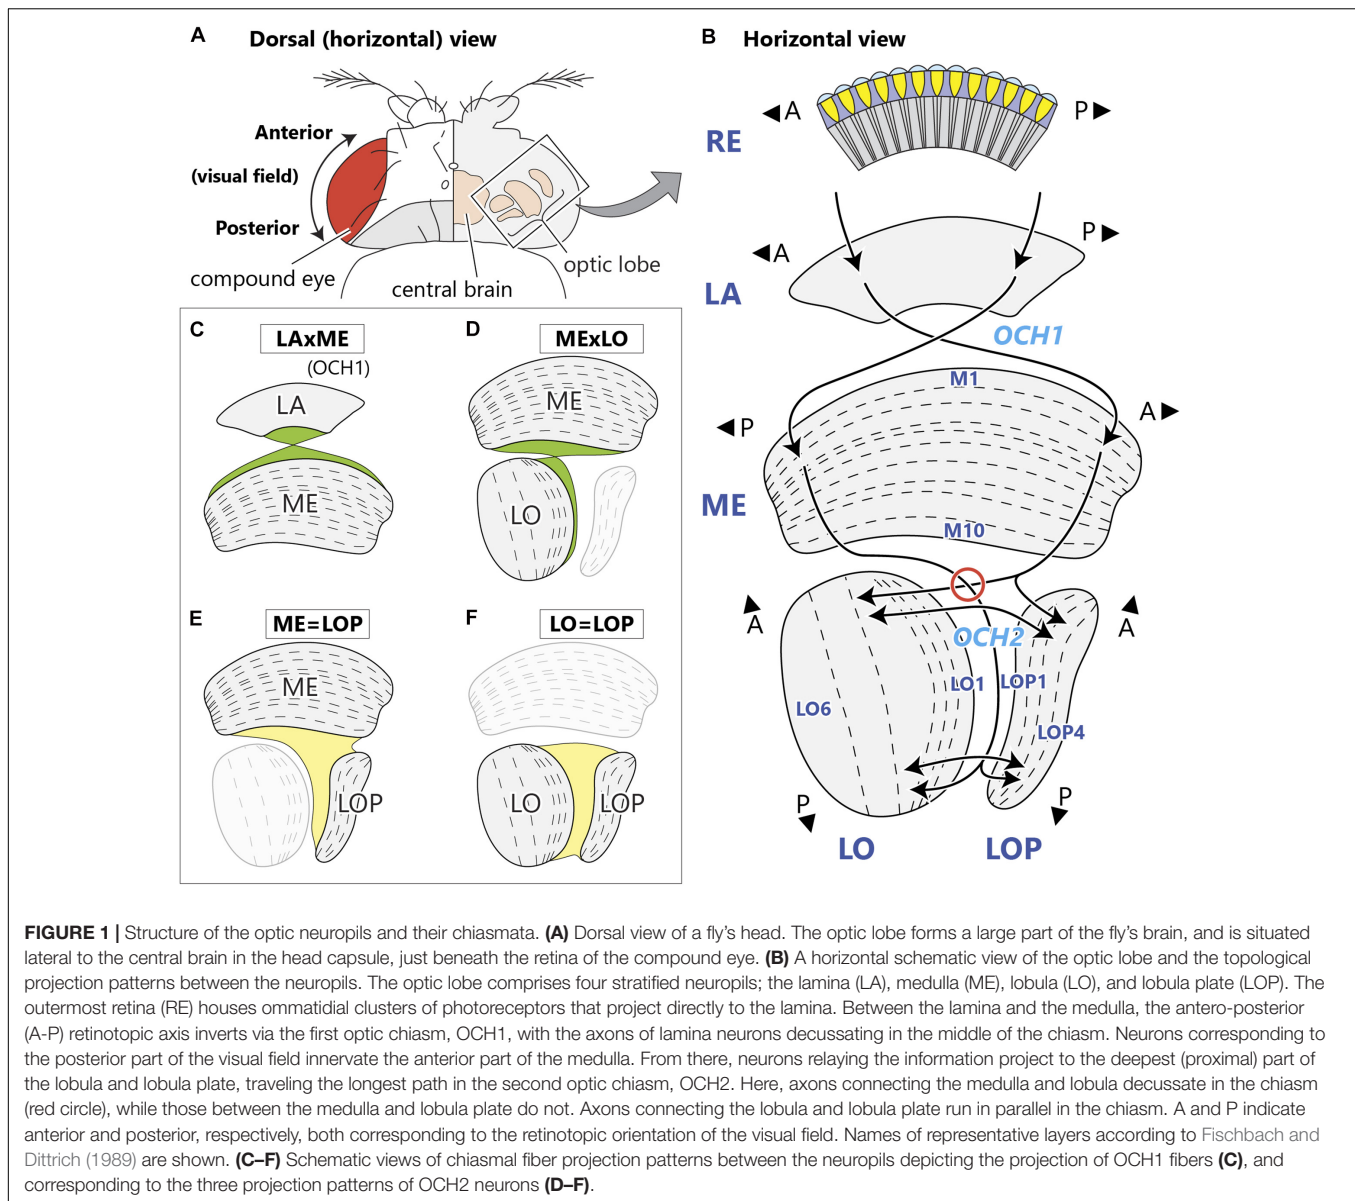 A Dorsal (horizontal) view
Anterior
(visual field)
Posterior
compound eye
central brain
optic lobe
B Horizontal view
A
P
RE
A
P
LA
OCH1
M1
P
A
ME
M10
A
A
OCH2
LO1
LOP1
LO6
LOP4
P
P
LO
LOP
C LAxME
(OCH1)
LA
ME
D MExLO
ME
LO
E ME=LOP
ME
LOP
F LO=LOP
LO
LOP
FIGURE 1 | Structure of the optic neuropils and their chiasmata. (A) Dorsal view of a fly's head. The optic lobe forms a large part of the fly's brain, and is situated
lateral to the central brain in the head capsule, just beneath the retina of the compound eye. (B) A horizontal schematic view of the optic lobe and the topological
projection patterns between the neuropils. The optic lobe comprises four stratified neuropils; the lamina (LA), medulla (ME), lobula (LO), and lobula plate (LOP). The
outermost retina (RE) houses ommatidial clusters of photoreceptors that project directly to the lamina. Between the lamina and the medulla, the antero-posterior
(A-P) retinotopic axis inverts via the first optic chiasm, OCH1, with the axons of lamina neurons decussating in the middle of the chiasm. Neurons corresponding to
the posterior part of the visual field innervate the anterior part of the medulla. From there, neurons relaying the information project to the deepest (proximal) part of
the lobula and lobula plate, traveling the longest path in the second optic chiasm, OCH2. Here, axons connecting the medulla and lobula decussate in the chiasm
(red circle), while those between the medulla and lobula plate do not. Axons connecting the lobula and lobula plate run in parallel in the chiasm. A and P indicate
anterior and posterior, respectively, both corresponding to the retinotopic orientation of the visual field. Names of representative layers according to Fischbach and
Dittrich (1989) are shown. (C–F) Schematic views of chiasmal fiber projection patterns between the neuropils depicting the projection of OCH1 fibers (C), and
corresponding to the three projection patterns of OCH2 neurons (D–F).